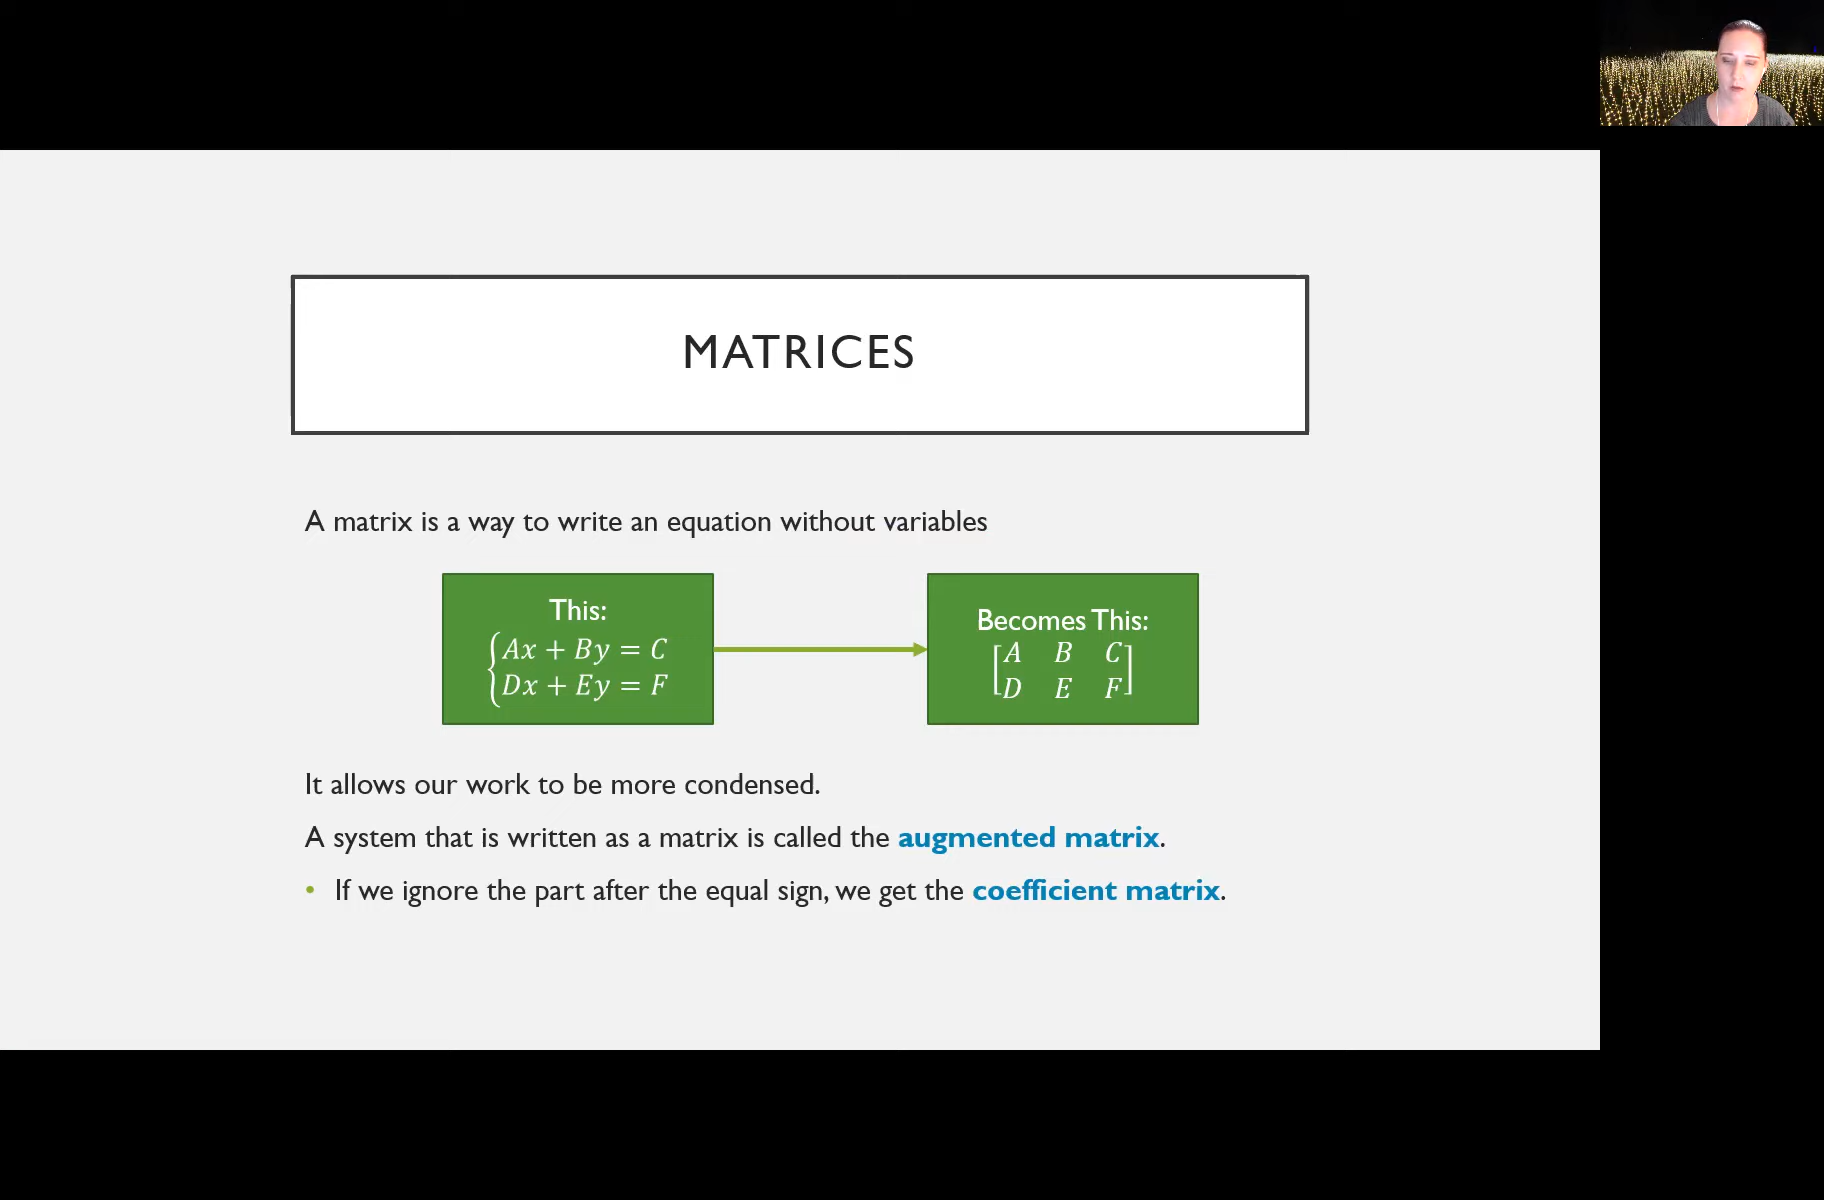 MATRICES
A matrix is a way to write an equation without variables
This:
{Ax + By = C
Dx + Ey = F
Becomes This:
[A B C
D E F]
It allows our work to be more condensed.
A system that is written as a matrix is called the augmented matrix.
• If we ignore the part after the equal sign, we get the coefficient matrix.